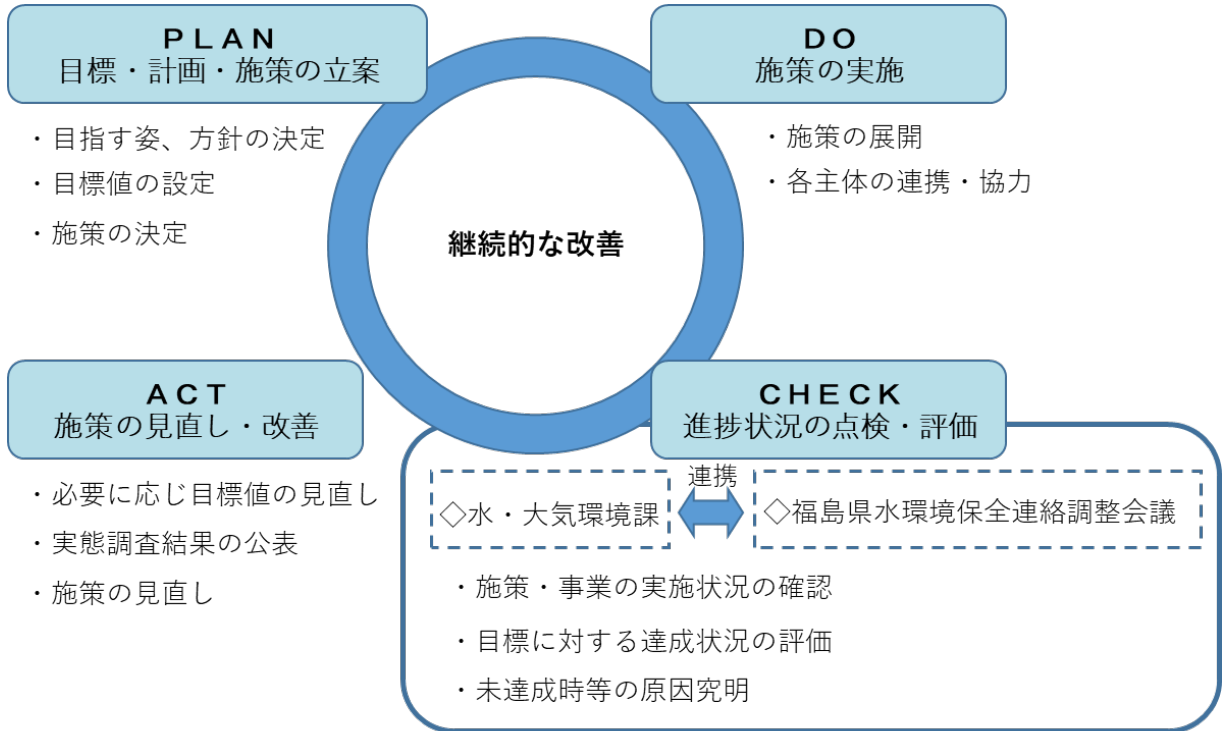 ＰＬＡＮ
目標・計画・施策の立案
・目指す姿、方針の決定
・目標値の設定
・施策の決定
ＤＯ
施策の実施
・施策の展開
・各主体の連携・協力
継続的な改善
ＡＣＴ
施策の見直し・改善
・必要に応じ目標値の見直し
・実態調査結果の公表
・施策の見直し
ＣＨＥＣＫ
進捗状況の点検・評価
◇水・大気環境課
連携
◇福島県水環境保全連絡調整会議
・施策・事業の実施状況の確認
・目標に対する達成状況の評価
・未達成時等の原因究明